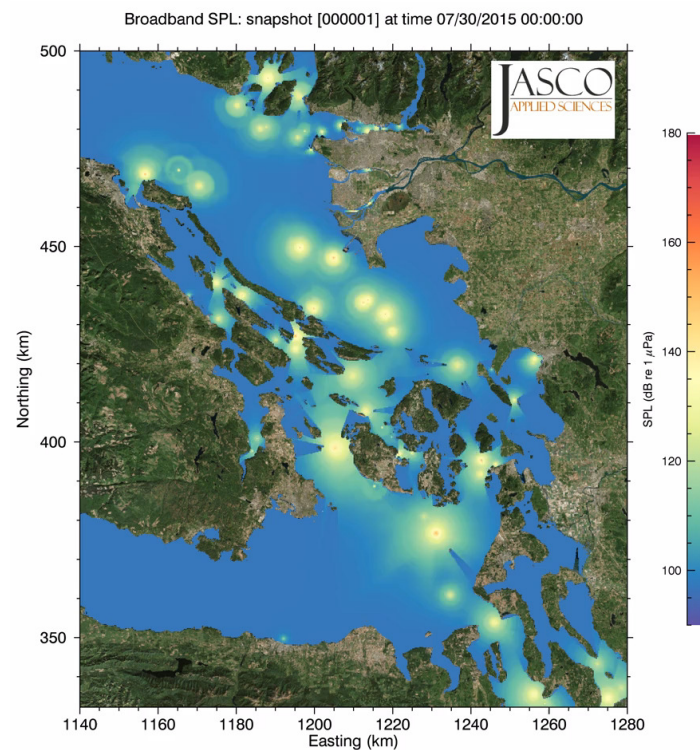 Broadband SPL: snapshot [000001] at time 07/30/2015 00:00:00
JASCO
APPLIED SCIENCES
500
450
400
350
Northing (km)
1140
1160
1180
1200
1220
1240
1260
1280
Easting (km)
180
160
140
120
100
SPL (dB re 1 µPa)